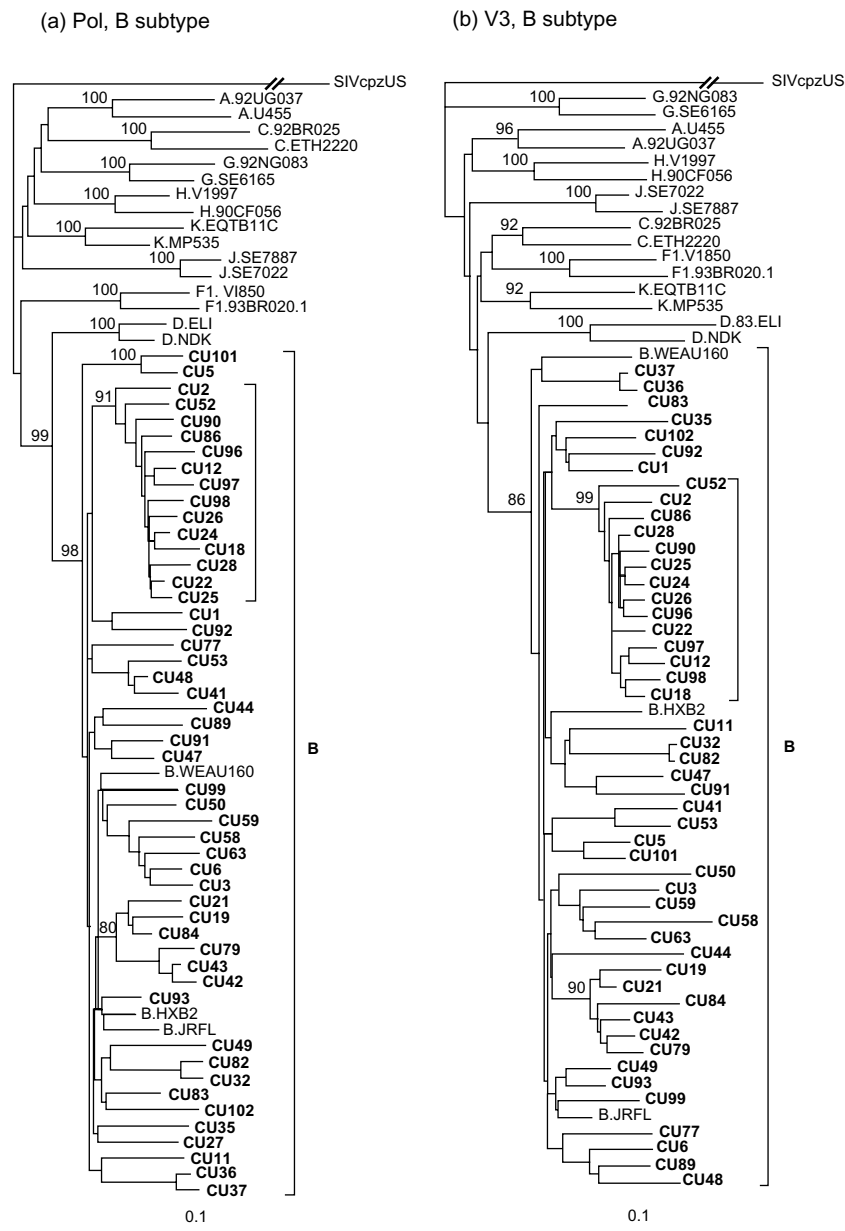 (a) Pol, B subtype
SIVcpzUS
100
A.92UG037
A.U455
100
C.92BR025
C.ETH2220
100
G.92NG083
G.SE6165
100
H.V1997
H.90CF056
100
K.EQTB11C
K.MP535
100
J.SE7887
J.SE7022
100
F1. VI850
F1.93BR020.1
100
D.ELI
D.NDK
99
98
100
CU101
CU5
91
CU2
CU52
CU90
CU86
CU96
CU12
CU97
CU98
CU26
CU24
CU18
CU28
CU22
CU25
CU1
CU92
CU77
CU53
CU48
CU41
CU44
CU89
CU91
CU47
B
B.WEAU160
CU99
CU50
CU59
CU58
CU63
CU6
CU3
80
CU21
CU19
CU84
CU79
CU43
CU42
CU93
B.HXB2
B.JRFL
CU49
CU82
CU32
CU83
CU102
CU35
CU27
CU11
CU36
CU37
0.1
(b) V3, B subtype
SIVcpzUS
100
G.92NG083
G.SE6165
96
A.U455
A.92UG037
100
H.V1997
H.90CF056
100
J.SE7022
J.SE7887
92
C.92BR025
C.ETH2220
100
F1.V1850
F1.93BR020.1
92
K.EQTB11C
K.MP535
100
D.83.ELI
D.NDK
86
B.WEAU160
CU37
CU36
CU83
CU35
CU102
CU92
CU1
99
CU52
CU2
CU86
CU28
CU90
CU25
CU24
CU26
CU96
CU22
CU97
CU12
CU98
CU18
B.HXB2
CU11
CU32
CU82
B
CU47
CU91
CU41
CU53
CU5
CU101
CU50
CU3
CU59
CU58
CU63
CU44
90
CU19
CU21
CU84
CU43
CU42
CU79
CU49
CU93
CU99
B.JRFL
CU77
CU6
CU89
CU48
0.1